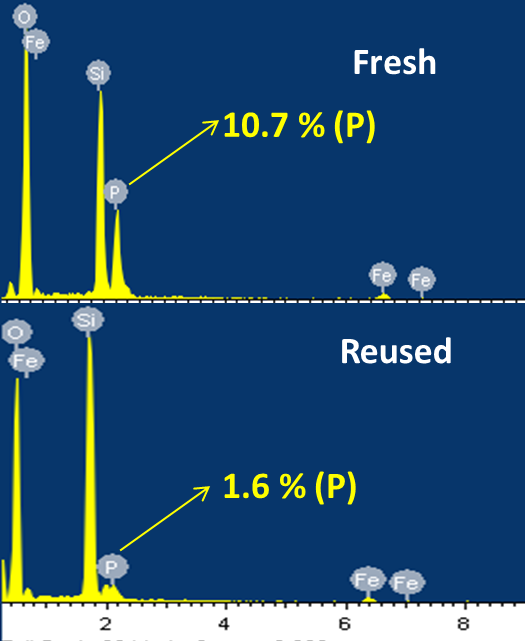 O
Fe
Fresh
Si
10.7 % (P)
P
Fe
Fe
O
Si
Fe
Reused
1.6 % (P)
P
Fe
Fe
2
4
6
8